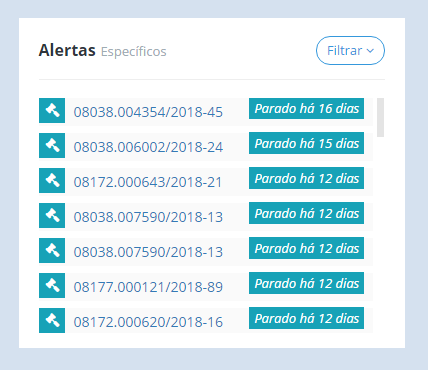 Alertas Específicos
Filtrar
08038.004354/2018-45 Parado há 16 dias
08038.006002/2018-24 Parado há 15 dias
08172.000643/2018-21 Parado há 12 dias
08038.007590/2018-13 Parado há 12 dias
08038.007590/2018-13 Parado há 12 dias
08177.000121/2018-89 Parado há 12 dias
08172.000620/2018-16 Parado há 12 dias